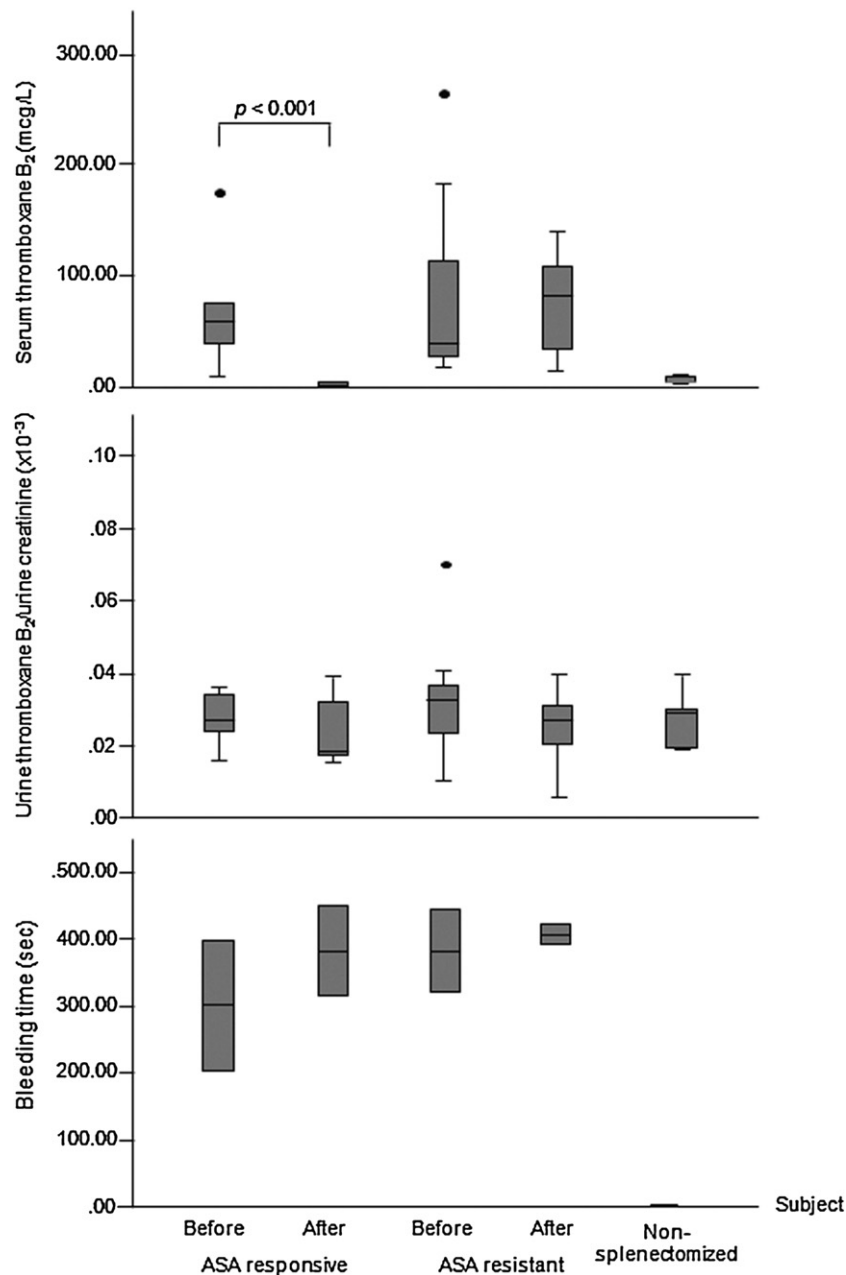 Serum thromboxane B2 (mcg/L)
300.00
200.00
100.00
.00
p < 0.001
Urine thromboxane B2/urine creatinine (x10-3)
.10
.08
.06
.04
.02
.00
Bleeding time (sec)
.500.00
400.00
300.00
200.00
100.00
.00
Subject
Before After Before After Non-
splenectomized
ASA responsive ASA resistant